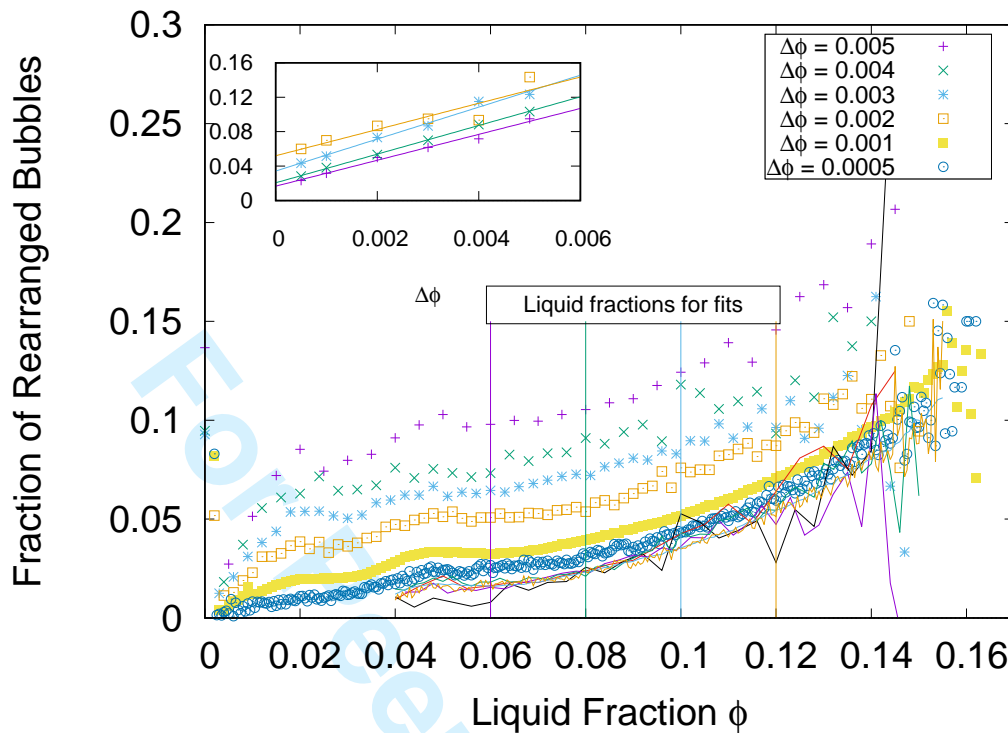 Fraction of Rearranged Bubbles
0.3
0.25
0.2
0.15
0.1
0.05
0
0 0.02 0.04 0.06 0.08 0.1 0.12 0.14 0.16
Liquid Fraction ϕ
Δϕ = 0.005
Δϕ = 0.004
Δϕ = 0.003
Δϕ = 0.002
Δϕ = 0.001
Δϕ = 0.0005
0.16
0.12
0.08
0.04
0
0 0.002 0.004 0.006
Δϕ
Liquid fractions for fits
For Peer